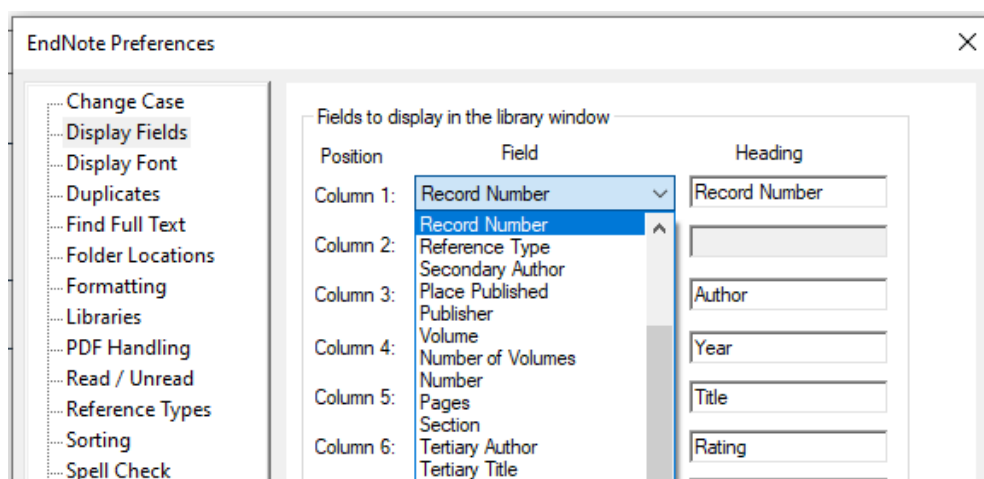 EndNote Preferences
Change Case
Display Fields
Display Font
Duplicates
Find Full Text
Folder Locations
Formatting
Libraries
PDF Handling
Read / Unread
Reference Types
Sorting
Spell Check
Fields to display in the library window
Position Field Heading
Column 1: Record Number Record Number
Record Number
Column 2: Reference Type
Secondary Author
Column 3: Place Published Author
Publisher
Volume
Column 4: Number of Volumes Year
Number
Column 5: Pages Title
Section
Column 6: Tertiary Author Rating
Tertiary Title